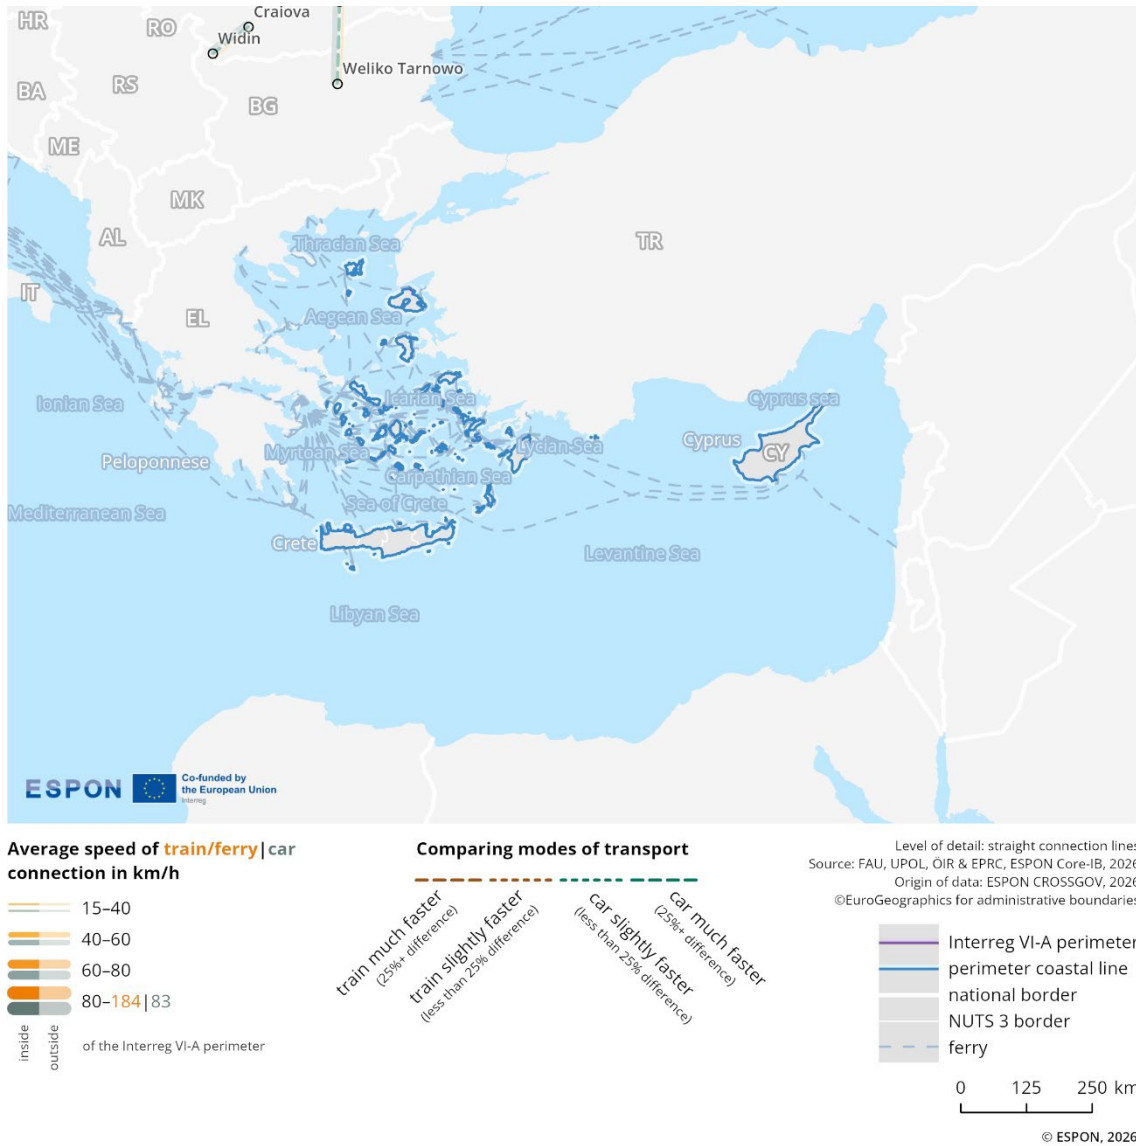 Craiova
HR
RO
Widin
Weliko Tarnowo
RS
BA
BG
ME
MK
AL
Thracian Sea
TR
IT
EL
Aegean Sea
Ionian Sea
Icarian Sea
Cyprus sea
Cyprus
CY
Myrtoan Sea
Lycian Sea
Peloponnese
Carpathian Sea
Sea of Crete
Mediterranean Sea
Crete
Levantine Sea
Libyan Sea
ESPON
Co-funded by
the European Union
Interreg
Average speed of train/ferry|car
connection in km/h
15–40
40–60
60–80
80–184|83
inside
outside
of the Interreg VI-A perimeter
Comparing modes of transport
train much faster
(25%+ difference)
train slightly faster
(less than 25% difference)
car slightly faster
(less than 25% difference)
car much faster
(25%+ difference)
Level of detail: straight connection lines
Source: FAU, UPOL, ÖIR & EPRC, ESPON Core-IB, 2026
Origin of data: ESPON CROSSGOV, 2026
©EuroGeographics for administrative boundaries
Interreg VI-A perimeter
perimeter coastal line
national border
NUTS 3 border
ferry
0 125 250 km
© ESPON, 2026